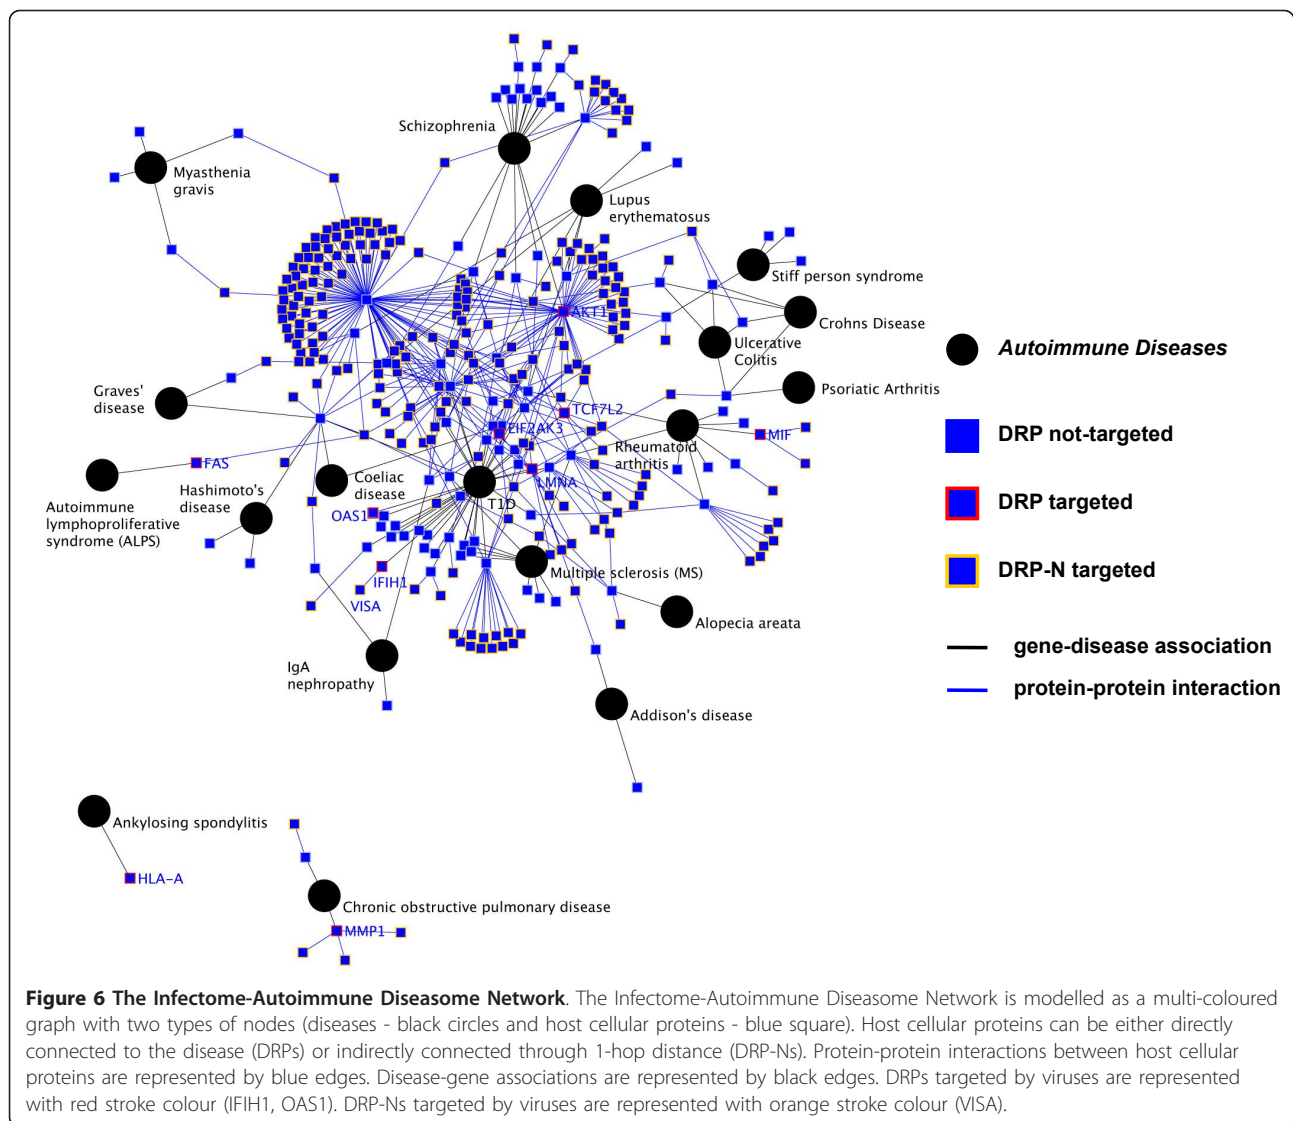 Schizophrenia
Myasthenia
gravis
Lupus
erythematosus
Stiff person syndrome
AKT1
Crohns Disease
Ulcerative
Colitis
Autoimmune Diseases
Psoriatic Arthritis
Graves'
disease
TCF7L2
EIF2AK3
MIF
Rheumatoid
arthritis
DRP not-targeted
FAS
Coeliac
disease
LMNA
Hashimoto's
disease
T1D
Autoimmune
lymphoproliferative
syndrome (ALPS)
OAS1
DRP targeted
IFIH1
VISA
Multiple sclerosis (MS)
DRP-N targeted
Alopecia areata
gene-disease association
IgA
nephropathy
protein-protein interaction
Addison's disease
Ankylosing spondylitis
HLA-A
Chronic obstructive pulmonary disease
MMP1
Figure 6 The Infectome-Autoimmune Diseasome Network. The Infectome-Autoimmune Diseasome Network is modelled as a multi-coloured
graph with two types of nodes (diseases - black circles and host cellular proteins - blue square). Host cellular proteins can be either directly
connected to the disease (DRPs) or indirectly connected through 1-hop distance (DRP-Ns). Protein-protein interactions between host cellular
proteins are represented by blue edges. Disease-gene associations are represented by black edges. DRPs targeted by viruses are represented
with red stroke colour (IFIH1, OAS1). DRP-Ns targeted by viruses are represented with orange stroke colour (VISA).